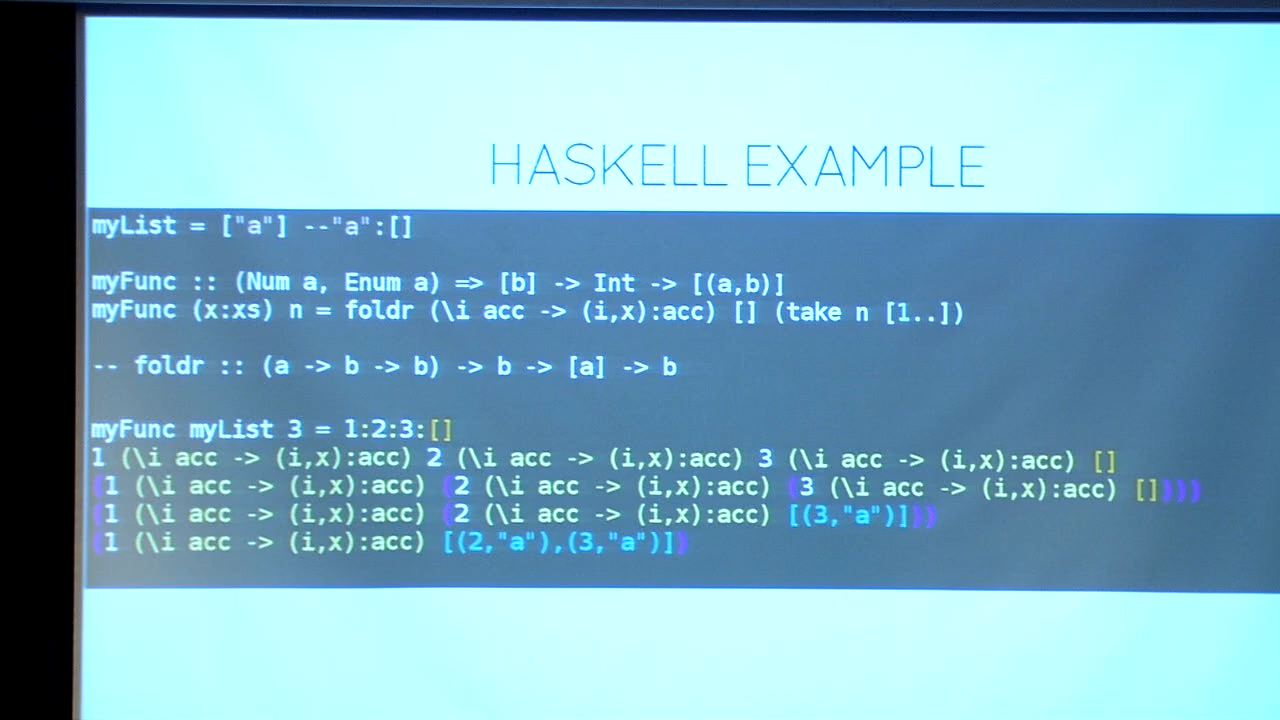 HASKELL EXAMPLE
myList = ["a"] --"a":[]
myFunc :: (Num a, Enum a) => [b] -> Int -> [(a,b)]
myFunc (x:xs) n = foldr (\i acc -> (i,x):acc) [] (take n [1..])
-- foldr :: (a -> b -> b) -> b -> [a] -> b
myFunc myList 3 = 1:2:3:[]
1 (\i acc -> (i,x):acc) 2 (\i acc -> (i,x):acc) 3 (\i acc -> (i,x):acc) []
(1 (\i acc -> (i,x):acc) (2 (\i acc -> (i,x):acc) (3 (\i acc -> (i,x):acc) [])))
(1 (\i acc -> (i,x):acc) (2 (\i acc -> (i,x):acc) [(3,"a")]))
(1 (\i acc -> (i,x):acc) [(2,"a"),(3,"a")])